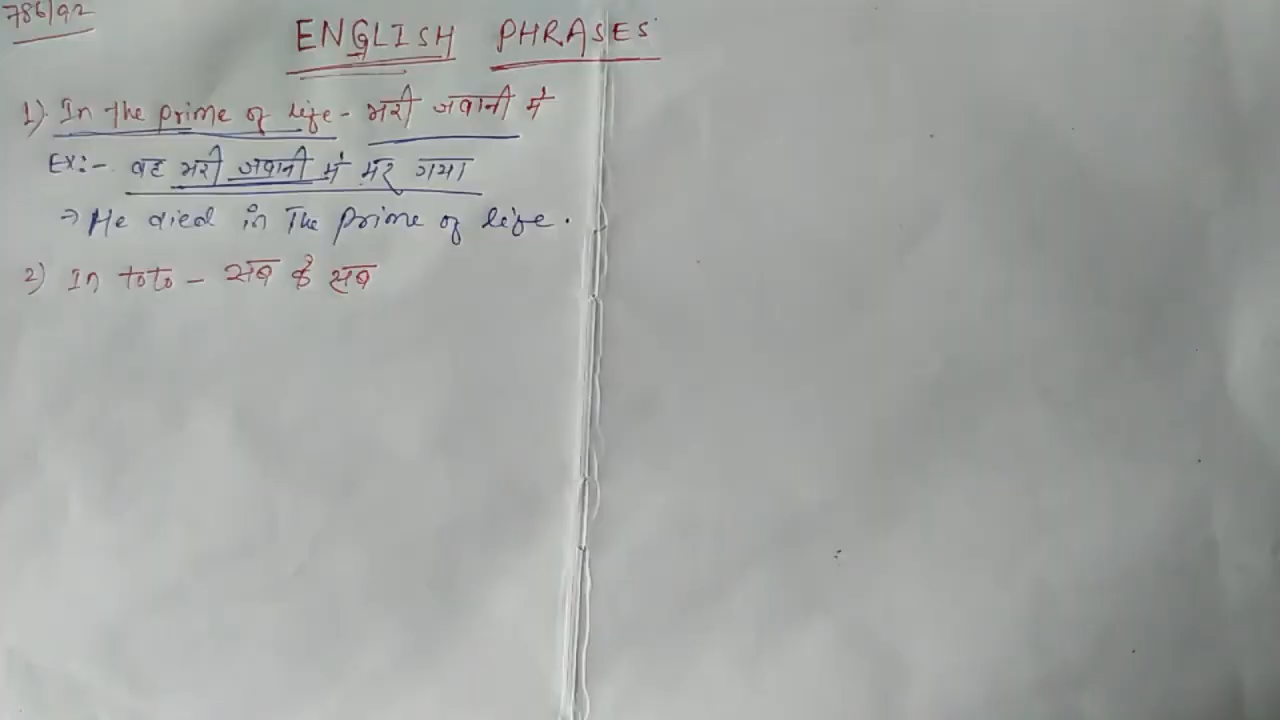 786/92
ENGLISH PHRASES
1) In the prime of life - भरी जवानी में
Ex:- वह भरी जवानी में मर गया
→ He died in The prime of life.
2) In toto - सब के सब